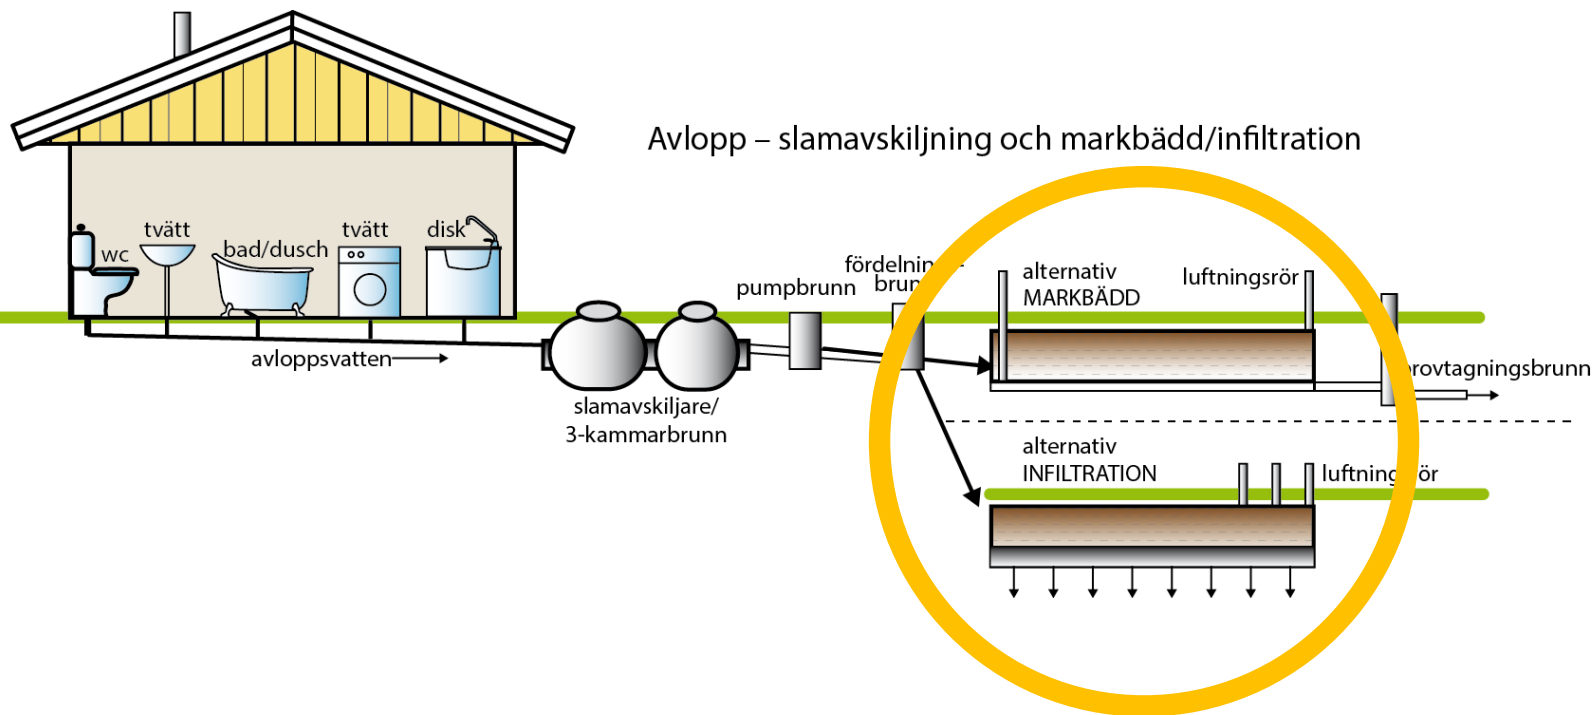 Avlopp – slamavskiljning och markbädd/infiltration
wc
tvätt
bad/dusch
tvätt
disk
avloppsvatten
slamavskiljare/
3-kammarbrunn
pumpbrunn
alternativ
MARKBÄDD
luftningsrör
alternativ
INFILTRATION